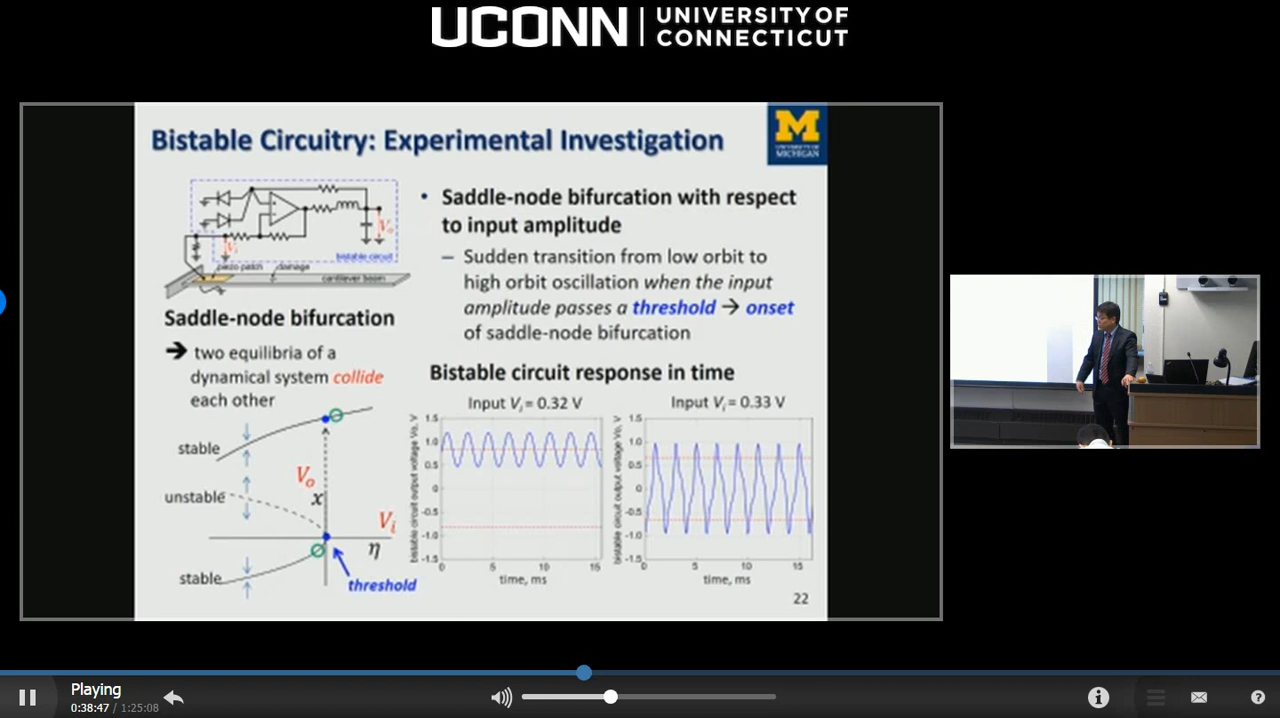 UCONN | UNIVERSITY OF CONNECTICUT
Bistable Circuitry: Experimental Investigation
M
UNIVERSITY OF MICHIGAN
Vi
Vo
bistable circuit
piezo patch
damage
cantilever beam
• Saddle-node bifurcation with respect
to input amplitude
– Sudden transition from low orbit to
high orbit oscillation when the input
amplitude passes a threshold → onset
of saddle-node bifurcation
Saddle-node bifurcation
➔ two equilibria of a
dynamical system collide
each other
stable
unstable
stable
Vo
x
Vi
η
threshold
Bistable circuit response in time
Input Vi = 0.32 V
bistable circuit output voltage Vo, V
1.5
1.0
0.5
0
-0.5
-1.0
-1.5
0 5 10 15
time, ms
Input Vi = 0.33 V
bistable circuit output voltage Vo, V
1.5
1.0
0.5
0
-0.5
-1.0
-1.5
0 5 10 15
time, ms
22
Playing
0:38:47 / 1:25:08